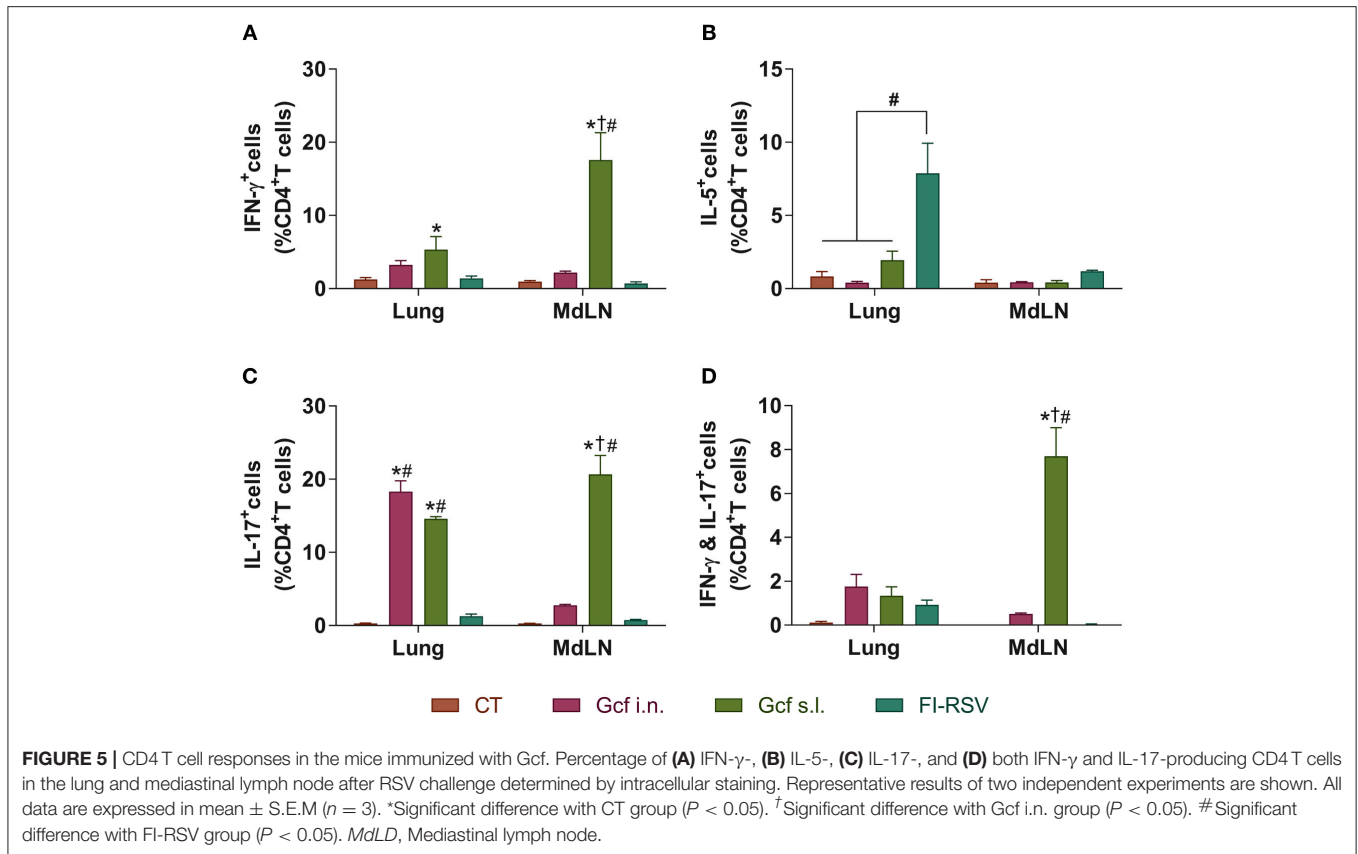 A
IFN-γ⁺cells
(%CD4⁺T cells)
30
20
10
0
*
*†#
Lung
MdLN
B
IL-5⁺cells
(%CD4⁺T cells)
15
10
5
0
#
Lung
MdLN
C
IL-17⁺cells
(%CD4⁺T cells)
30
20
10
0
*#
*#
*†#
Lung
MdLN
D
IFN-γ & IL-17⁺cells
(%CD4⁺T cells)
10
8
6
4
2
0
*†#
Lung
MdLN
CT
Gcf i.n.
Gcf s.l.
FI-RSV
FIGURE 5 | CD4 T cell responses in the mice immunized with Gcf. Percentage of (A) IFN-γ-, (B) IL-5-, (C) IL-17-, and (D) both IFN-γ and IL-17-producing CD4 T cells
in the lung and mediastinal lymph node after RSV challenge determined by intracellular staining. Representative results of two independent experiments are shown. All
data are expressed in mean ± S.E.M (n = 3). *Significant difference with CT group (P < 0.05). †Significant difference with Gcf i.n. group (P < 0.05). #Significant
difference with FI-RSV group (P < 0.05). MdLD, Mediastinal lymph node.